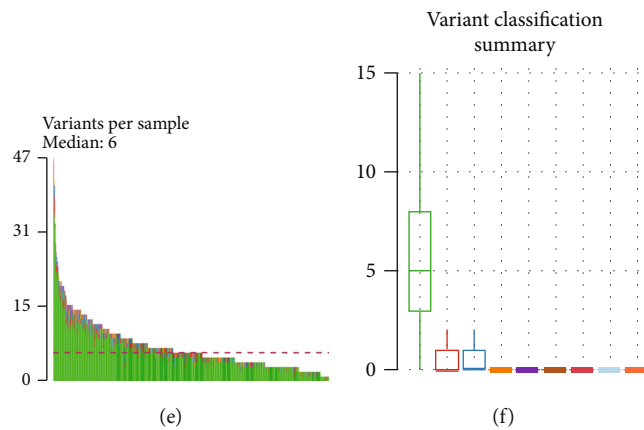 Variants per sample
Median: 6
47
31
15
0
(e)
Variant classification
summary
15
10
5
0
(f)